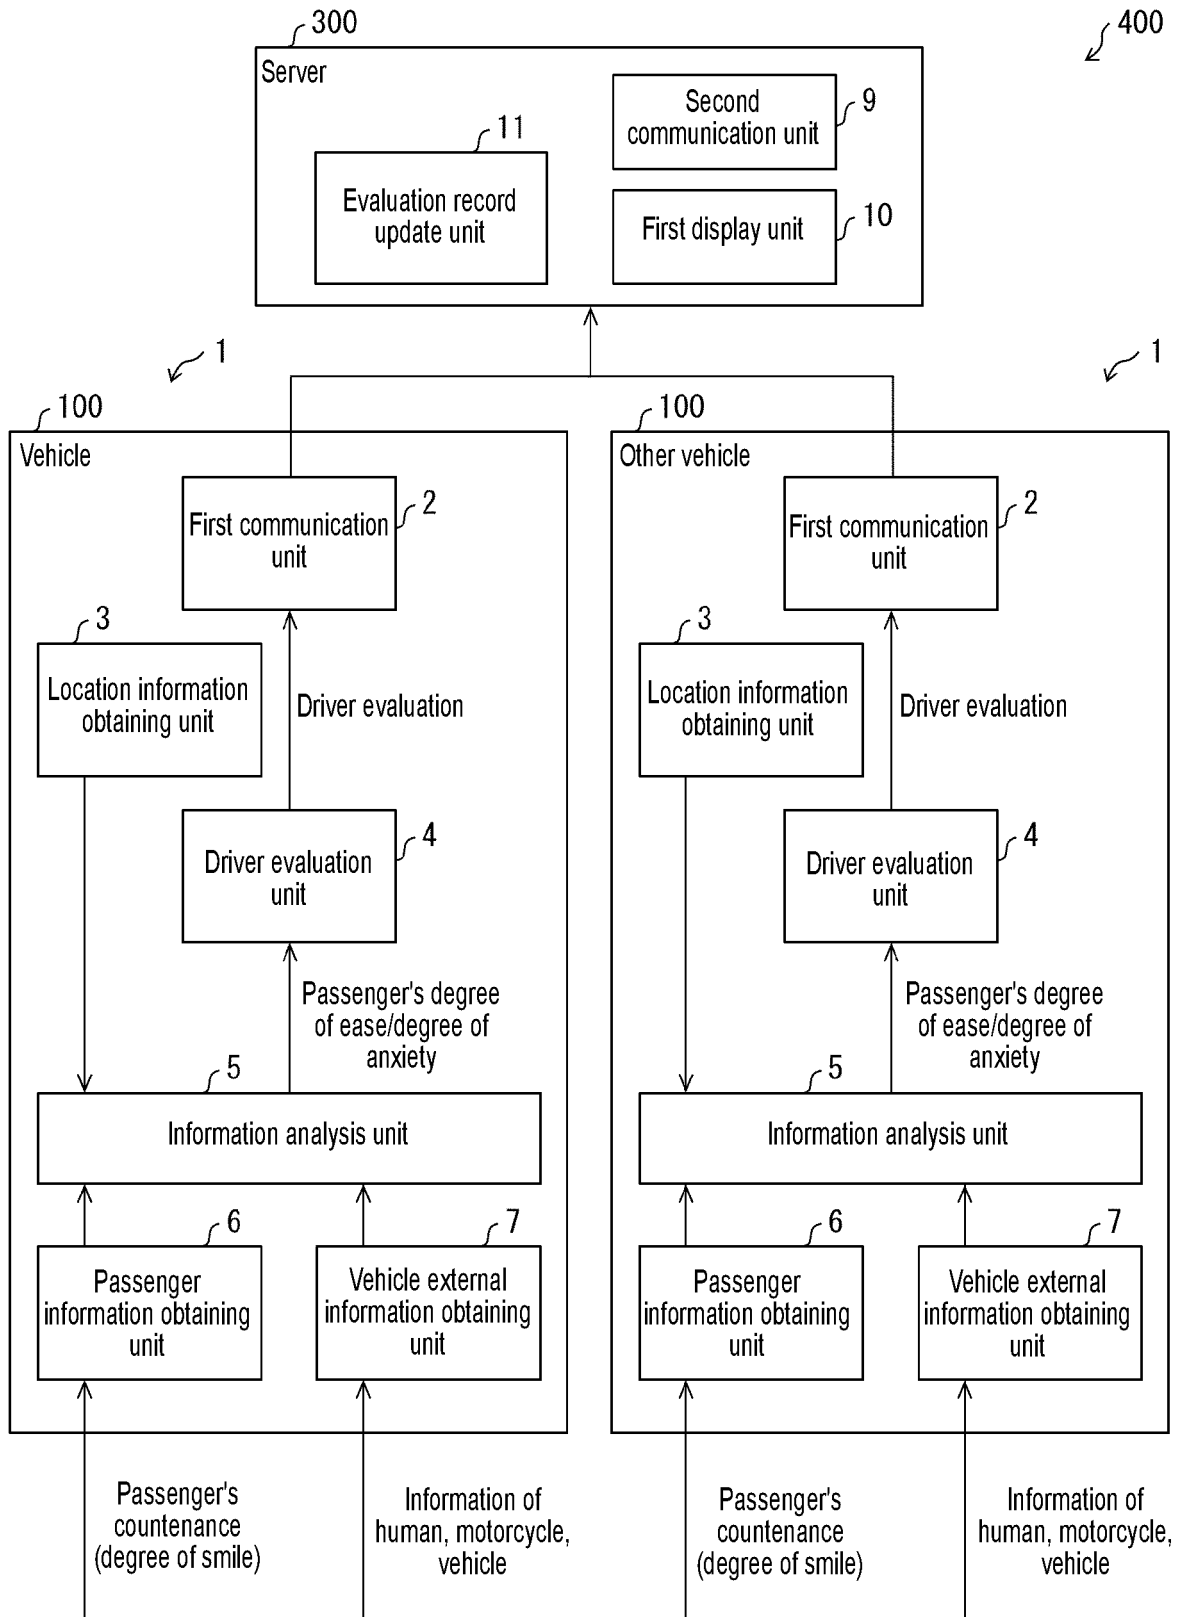 300
400
Server
Second
communication unit
9
11
Evaluation record
update unit
First display unit
10
1
1
100
Vehicle
First communication
unit
2
3
Location information
obtaining unit
Driver evaluation
Driver evaluation
unit
4
Passenger's degree
of ease/degree of
anxiety
5
Information analysis unit
6
Passenger
information obtaining
unit
7
Vehicle external
information obtaining
unit
Passenger's
countenance
(degree of smile)
Information of
human, motorcycle,
vehicle
100
Other vehicle
First communication
unit
2
3
Location information
obtaining unit
Driver evaluation
Driver evaluation
unit
4
Passenger's degree
of ease/degree of
anxiety
5
Information analysis unit
6
Passenger
information obtaining
unit
7
Vehicle external
information obtaining
unit
Passenger's
countenance
(degree of smile)
Information of
human, motorcycle,
vehicle